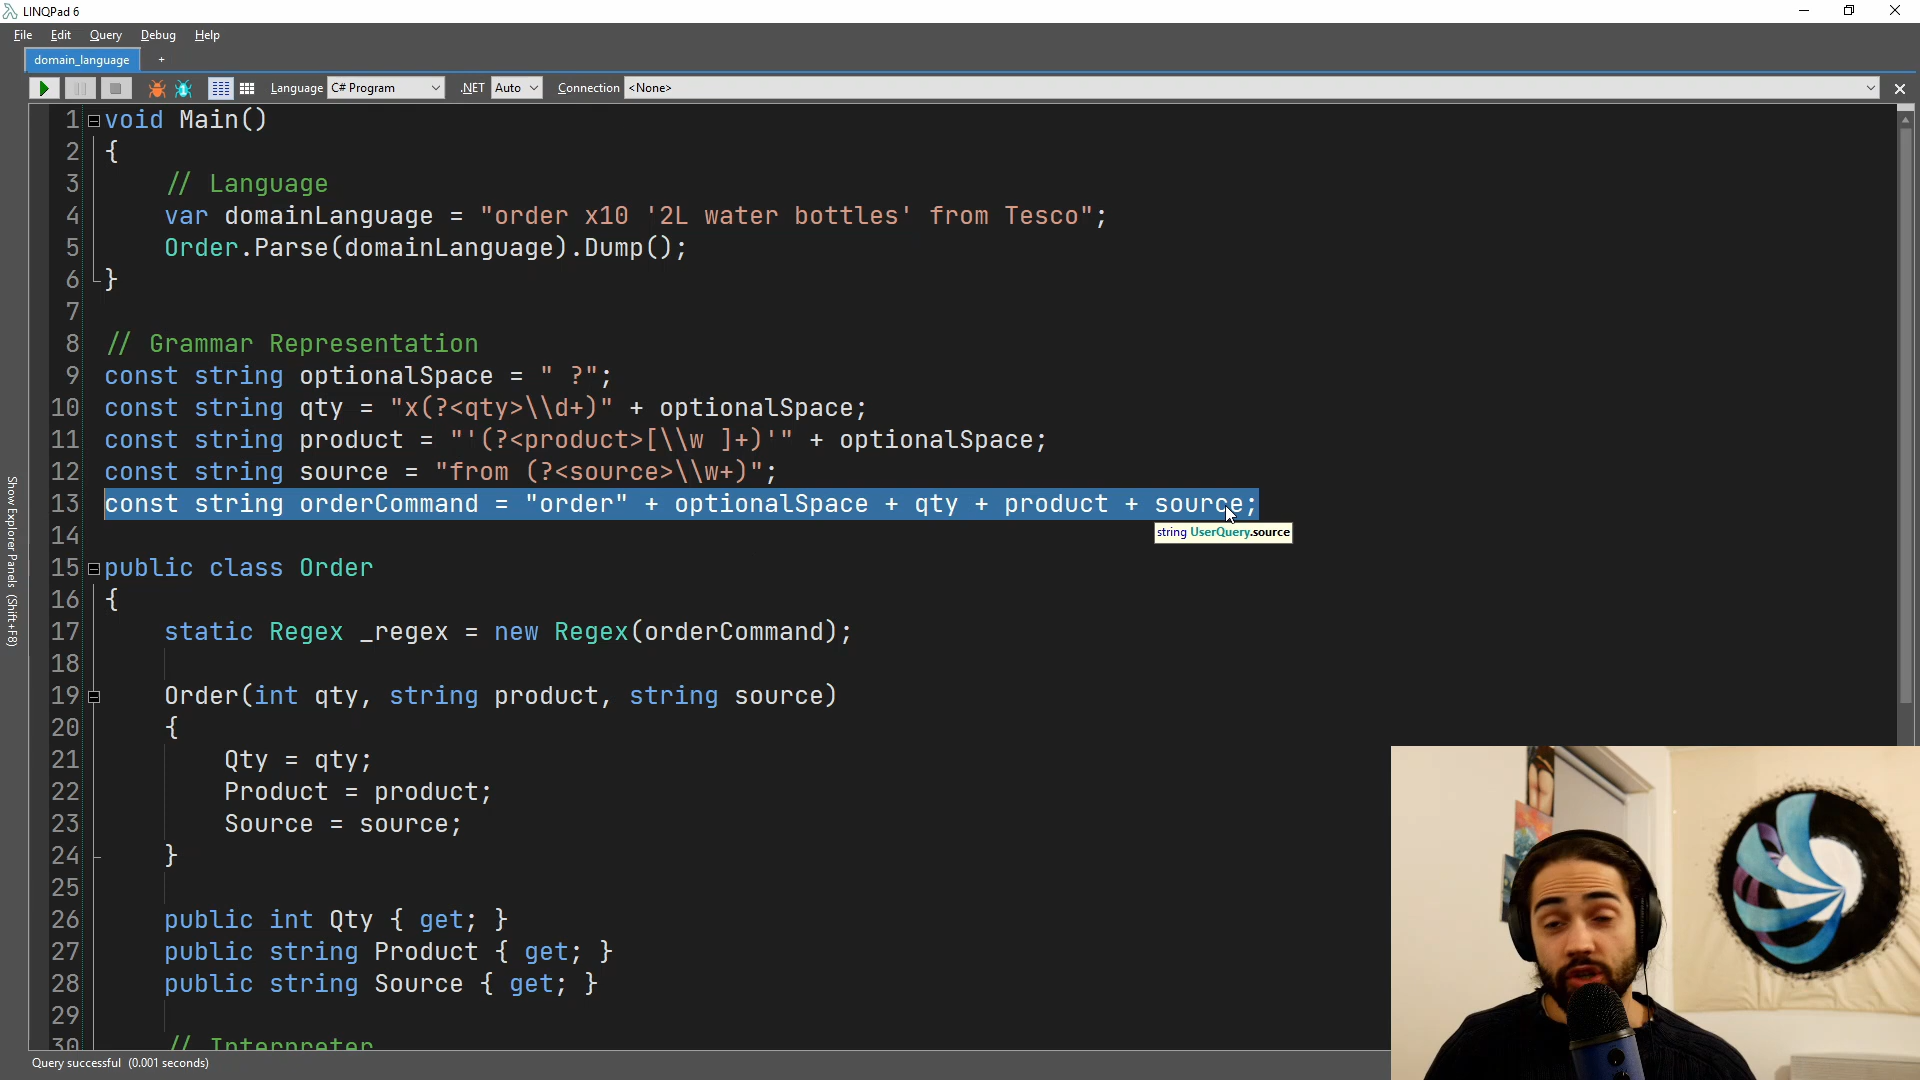 LINQPad 6
File Edit Query Debug Help
domain_language +
Language C# Program .NET Auto Connection <None>
1 void Main()
2 {
3 // Language
4 var domainLanguage = "order x10 '2L water bottles' from Tesco";
5 Order.Parse(domainLanguage).Dump();
6 }
7
8 // Grammar Representation
9 const string optionalSpace = " ?";
10 const string qty = "x(?<qty>\\d+)" + optionalSpace;
11 const string product = "'(?<product>[\\w ]+)'" + optionalSpace;
12 const string source = "from (?<source>\\w+)";
13 const string orderCommand = "order" + optionalSpace + qty + product + source;
string UserQuery.source
14
15 public class Order
16 {
17 static Regex _regex = new Regex(orderCommand);
18
19 Order(int qty, string product, string source)
20 {
21 Qty = qty;
22 Product = product;
23 Source = source;
24 }
25
26 public int Qty { get; }
27 public string Product { get; }
28 public string Source { get; }
29
30 // Interpreter
Show Explorer Panels (Shift+F8)
Query successful (0.001 seconds)